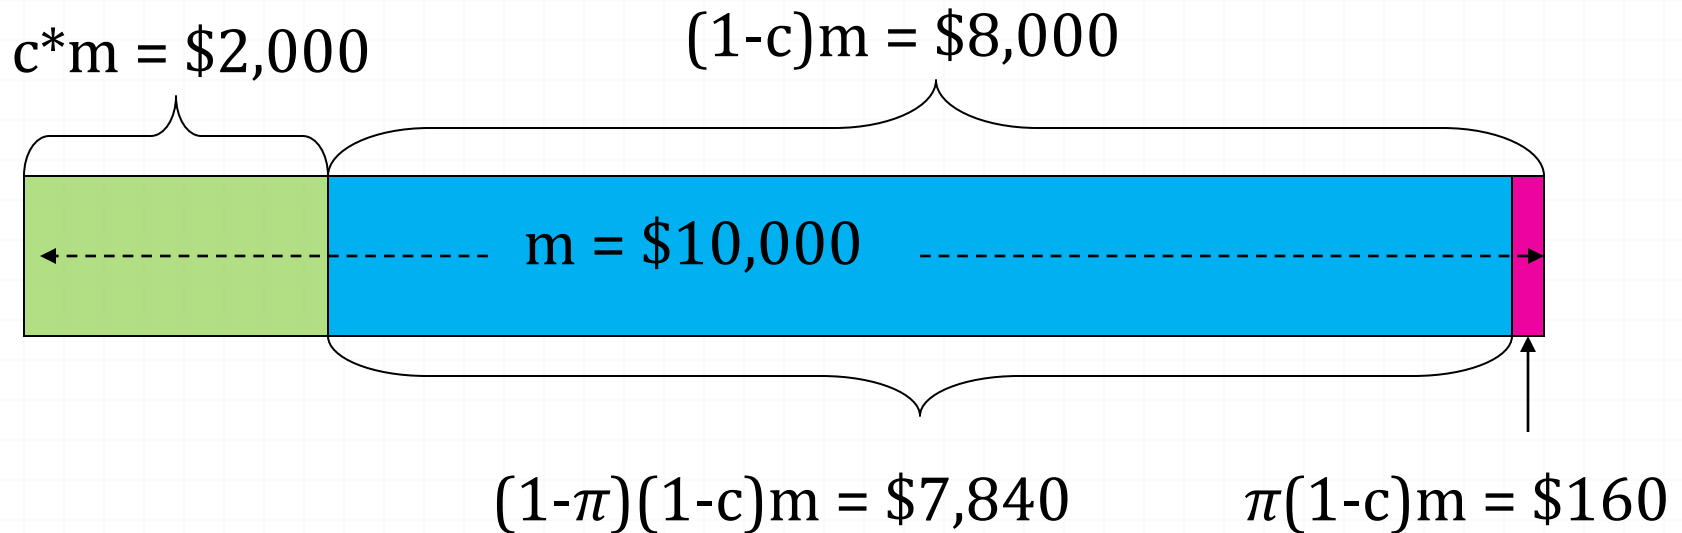 c*m = $2,000
(1-c)m = $8,000
m = $10,000
(1-π)(1-c)m = $7,840
π(1-c)m = $160